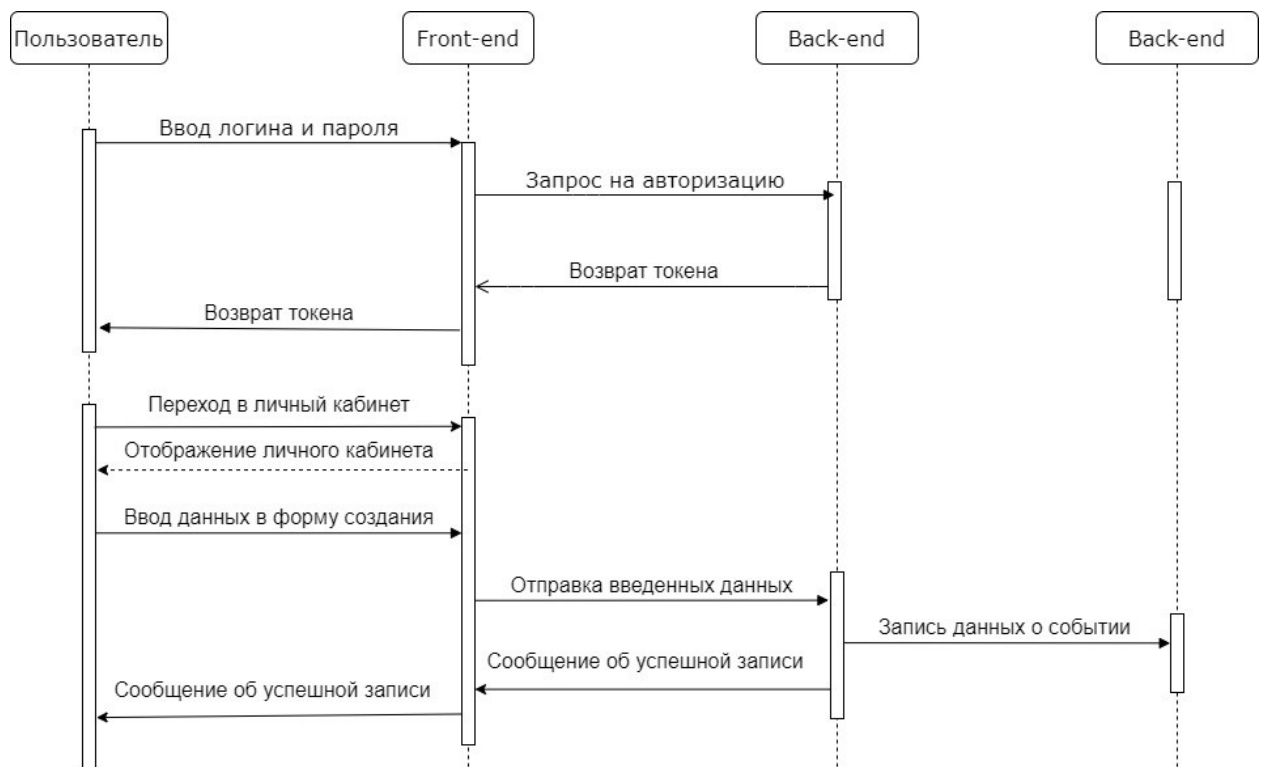 Пользователь
Front-end
Back-end
Back-end
Ввод логина и пароля
Запрос на авторизацию
Возврат токена
Возврат токена
Переход в личный кабинет
Отображение личного кабинета
Ввод данных в форму создания
Отправка введенных данных
Запись данных о событии
Сообщение об успешной записи
Сообщение об успешной записи